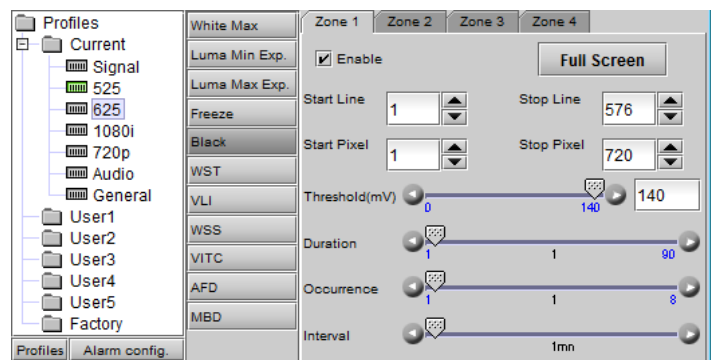 Profiles
Current
Signal
525
625
1080i
720p
Audio
General
User1
User2
User3
User4
User5
Factory
Profiles Alarm config.
White Max
Luma Min Exp.
Luma Max Exp.
Freeze
Black
WST
VLI
WSS
VITC
AFD
MBD
Zone 1 Zone 2 Zone 3 Zone 4
Enable Full Screen
Start Line 1 Stop Line 576
Start Pixel 1 Stop Pixel 720
Threshold(mV) 0 140 140
Duration 1 1 90
Occurrence 1 1 8
Interval 1mn